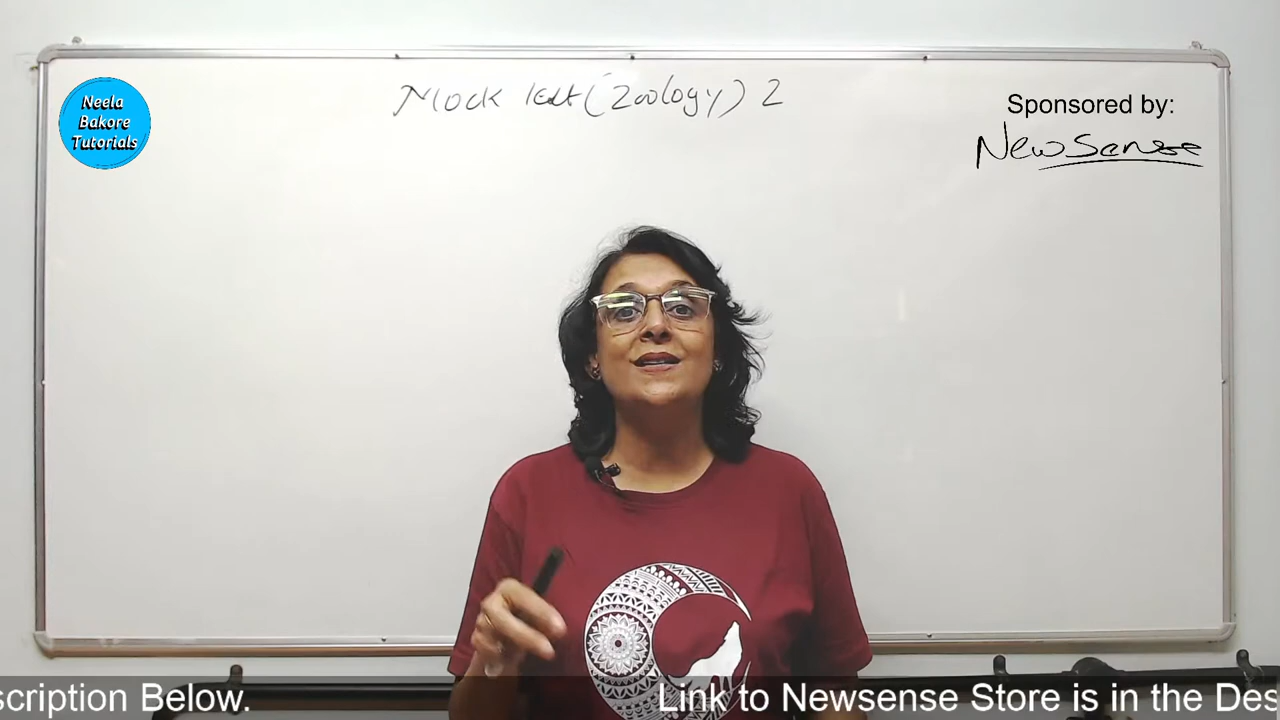 Neela
Bakore
Tutorials
Mock test (Zoology) 2
Sponsored by:
NewSense
scription Below.
Link to Newsense Store is in the Des